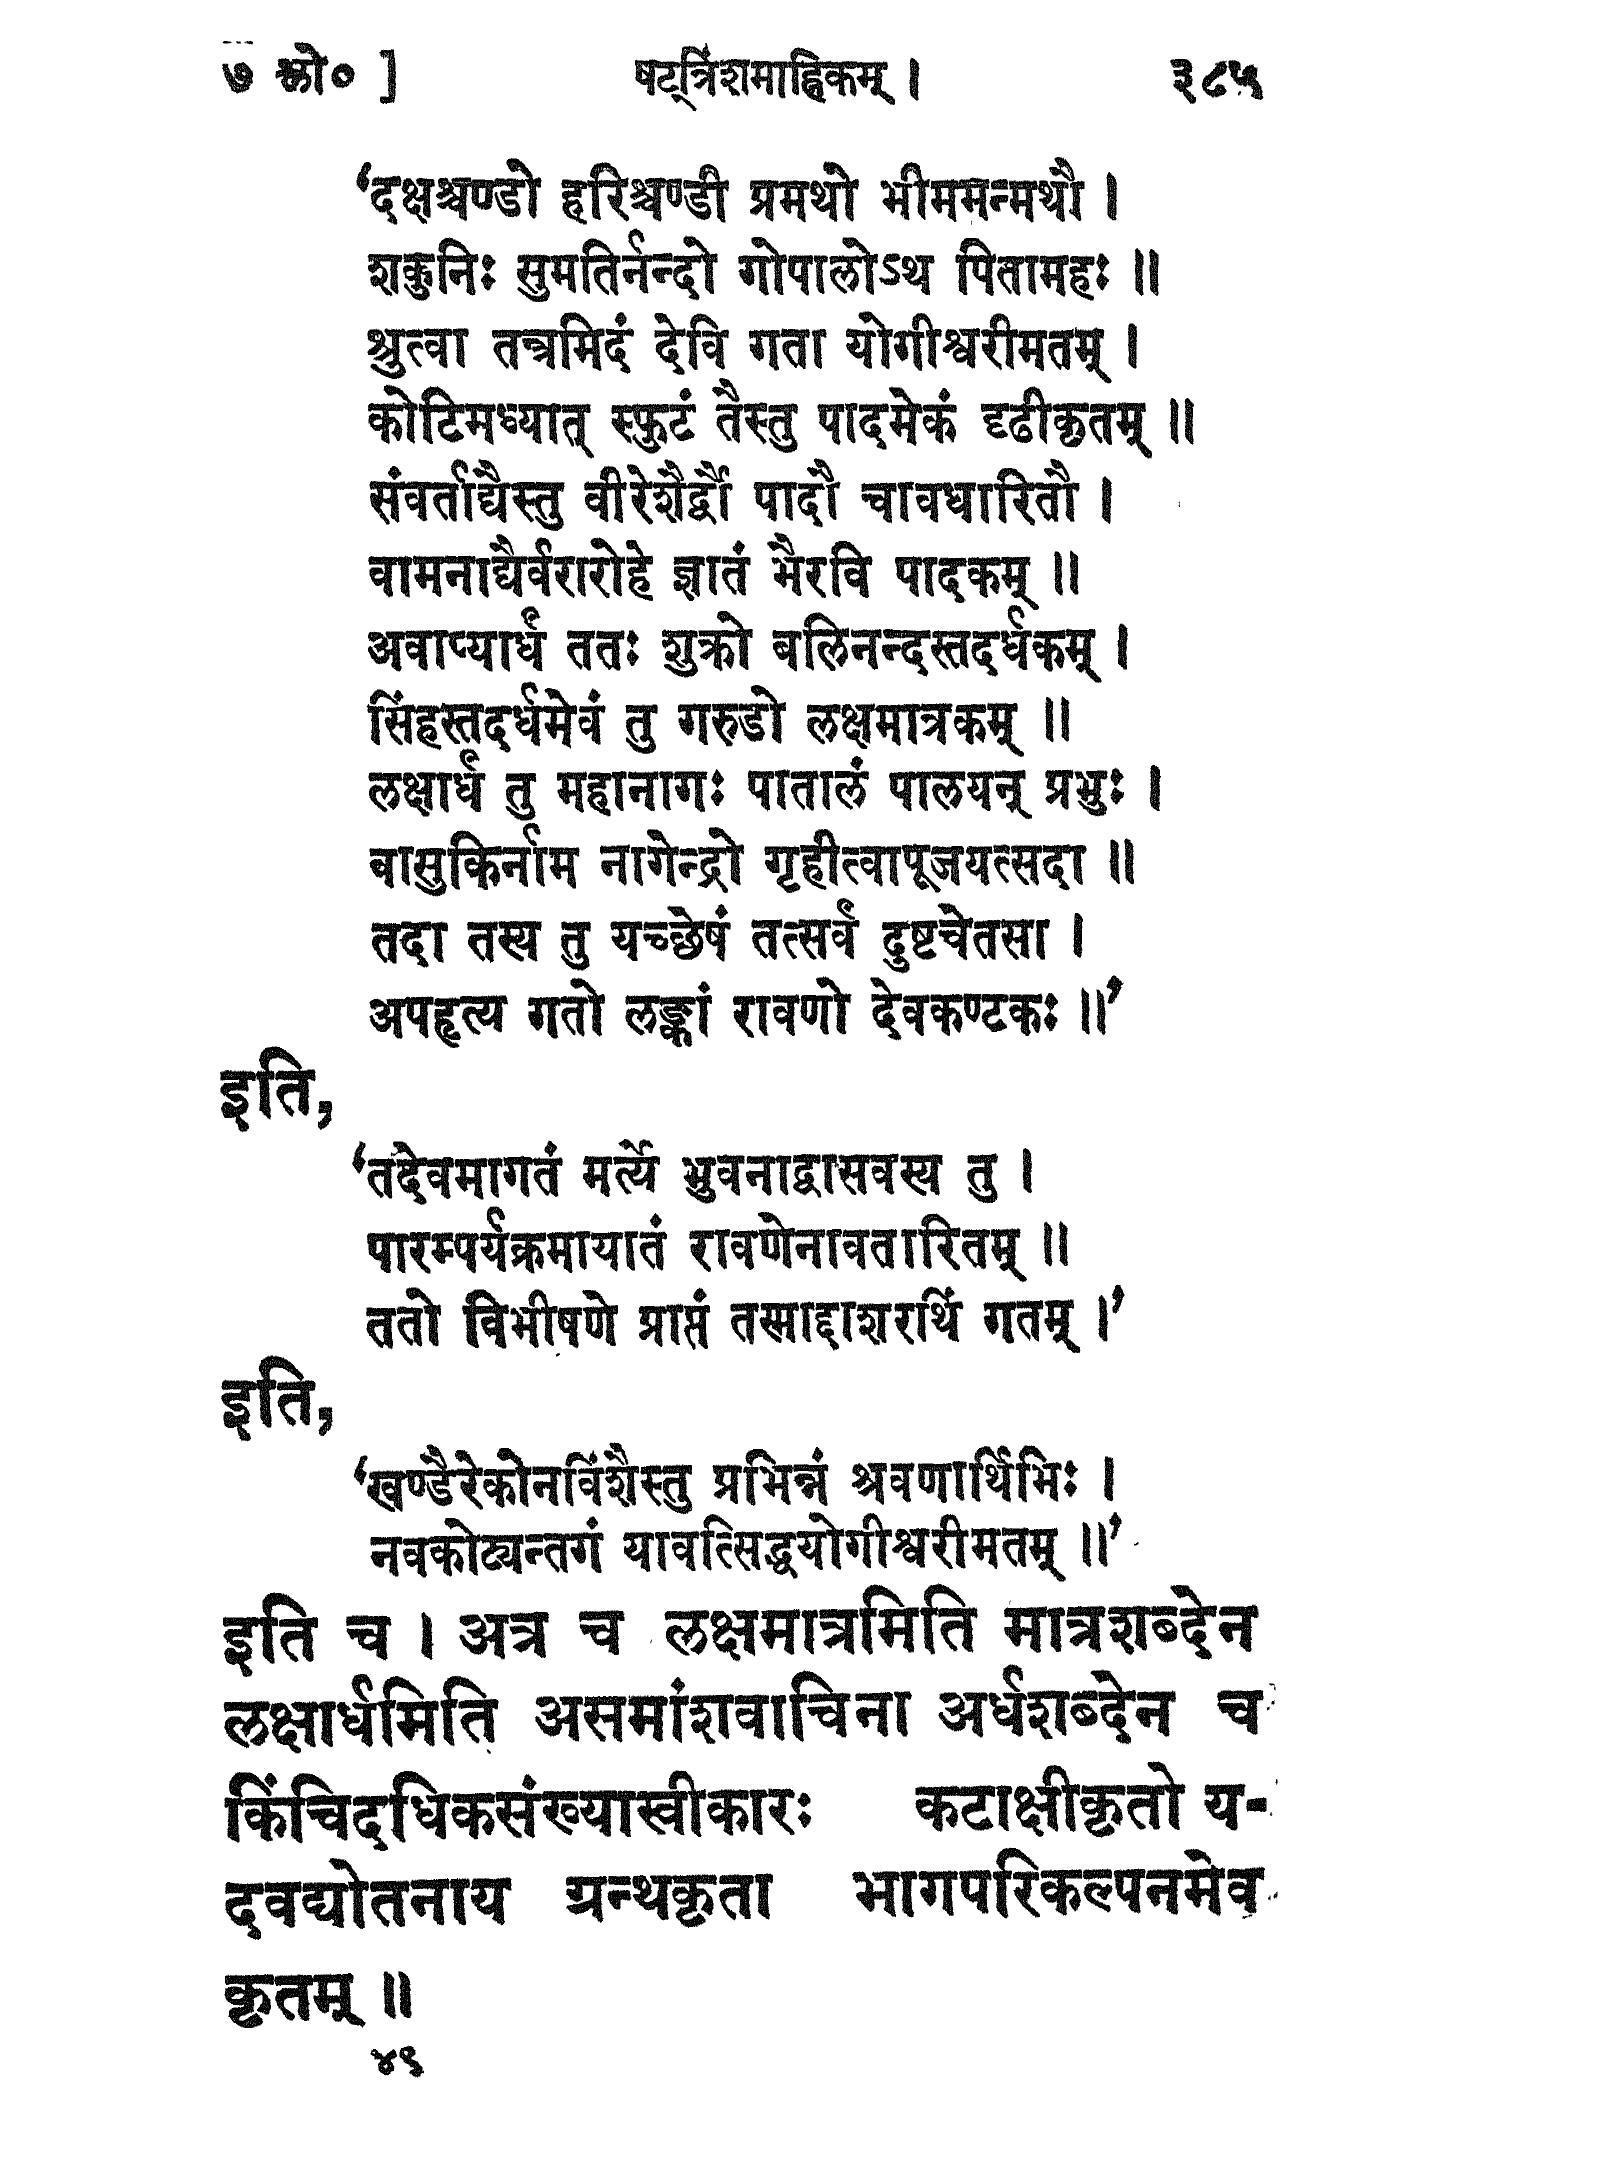 ७ श्लो० ]
षट्त्रिंशमाह्निकम् ।
३८५
‘दक्षश्चण्डो हरिश्चण्डी प्रमथो भीममन्मथौ ।
शकुनिः सुमतिर्नन्दो गोपालोऽथ पितामहः ॥
श्रुत्वा तन्त्रमिदं देवि गता योगीश्वरीमतम् ।
कोटिमध्यात् स्फुटं तैस्तु पादमेकं दृढीकृतम् ॥
संवर्ताद्यैस्तु वीरेशैर्द्वौ पादौ चावधारितौ ।
वामनाद्यैर्वरारोहे ज्ञातं भैरवि पादकम् ॥
अवाप्यार्धं ततः शुक्रो बलिनन्दस्तदर्धकम् ।
सिंहस्तदर्धमेवं तु गरुडो लक्षमात्रकम् ॥
लक्षार्धं तु महानागः पातालं पालयन् प्रभुः ।
वासुकिर्नाम नागेन्द्रो गृहीत्वापूजयत्सदा ॥
तदा तस्य तु यच्छेषं तत्सर्वं दुष्टचेतसा ।
अपहृत्य गतो लङ्कां रावणो देवकण्टकः ॥’
इति,
‘तदेवमागतं मर्त्ये भुवनाद्वासवस्य तु ।
पारम्पर्यक्रमायातं रावणेनावतारितम् ॥
ततो विभीषणे प्राप्तं तस्माद्दाशरथिं गतम् ।’
इति,
‘खण्डैरेकोनविंशैस्तु प्रभिन्नं श्रवणार्थिभिः ।
नवकोट्यन्तगं यावत्सिद्धयोगीश्वरीमतम् ॥’
इति च । अत्र च लक्षमात्रमिति मात्रशब्देन
लक्षार्धमिति असमांशवाचिना अर्धशब्देन च
किंचिदधिकसंख्यास्वीकारः कटाक्षीकृतो य-
दवद्योतनाय ग्रन्थकृता भागपरिकल्पनमेव
कृतम् ॥
४९